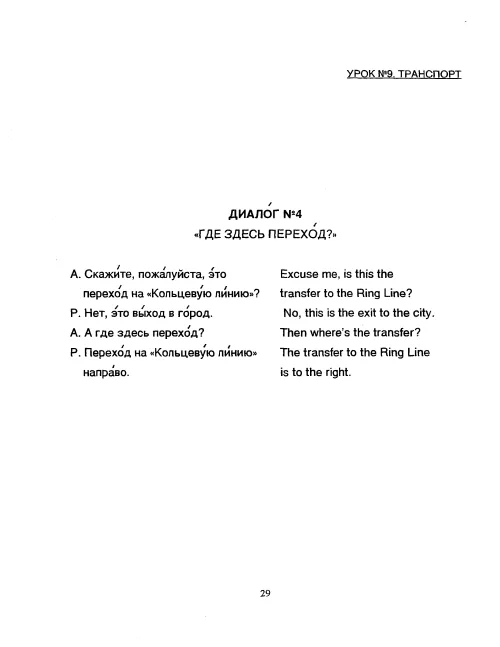 УРОК №9. ТРАНСПОРТ
ДИАЛО́Г №4
«ГДЕ ЗДЕСЬ ПЕРЕХО́Д?»
А. Скажи́те, пожа́луйста, э́то
перехо́д на «Кольцеву́ю ли́нию»?
Р. Нет, э́то вы́ход в го́род.
А. А где здесь перехо́д?
Р. Перехо́д на «Кольцеву́ю ли́нию»
напра́во.
Excuse me, is this the
transfer to the Ring Line?
No, this is the exit to the city.
Then where's the transfer?
The transfer to the Ring Line
is to the right.
29